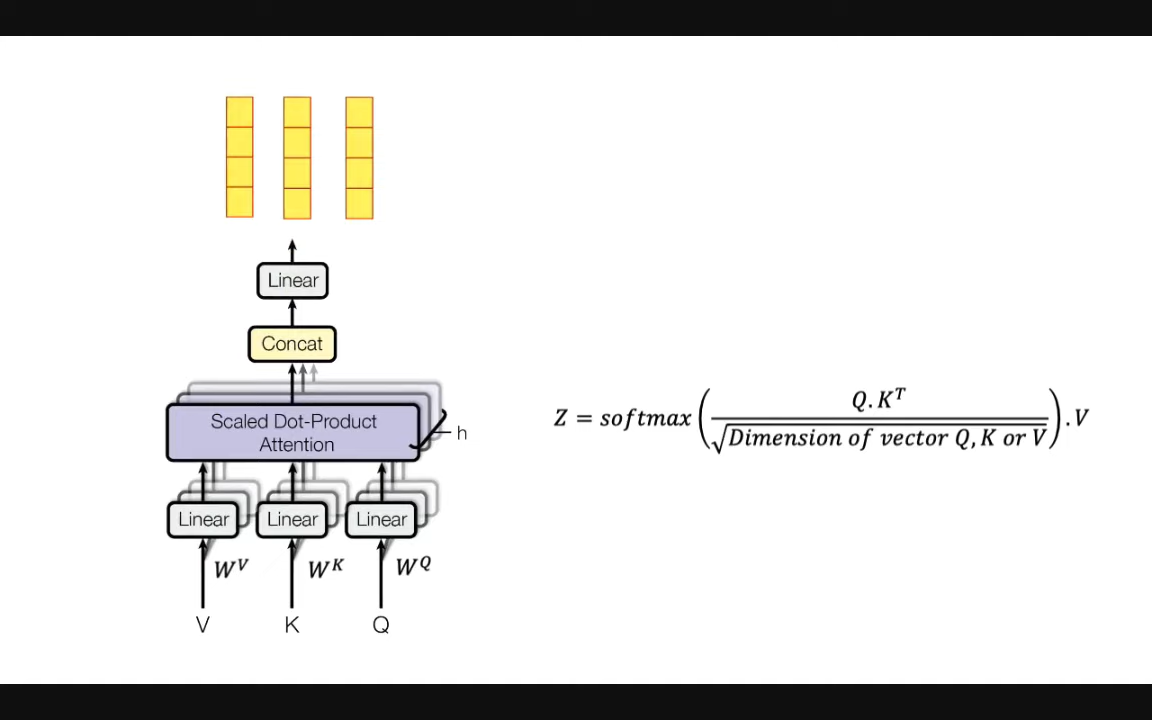 Linear
Concat
Scaled Dot-Product
Attention
h
Linear Linear Linear
W^V W^K W^Q
V K Q
Z = softmax ( Q.K^T / √Dimension of vector Q, K or V ) .V